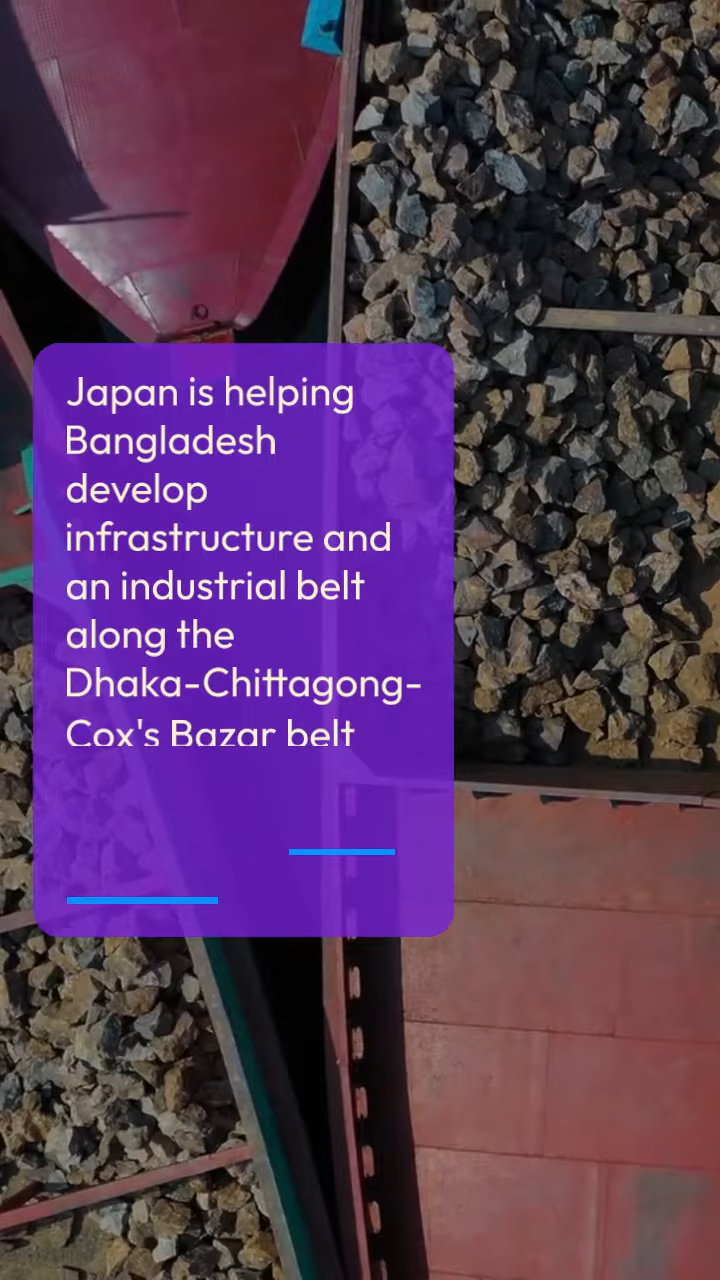 Japan is helping
Bangladesh
develop
infrastructure and
an industrial belt
along the
Dhaka-Chittagong-
Cox's Bazar belt